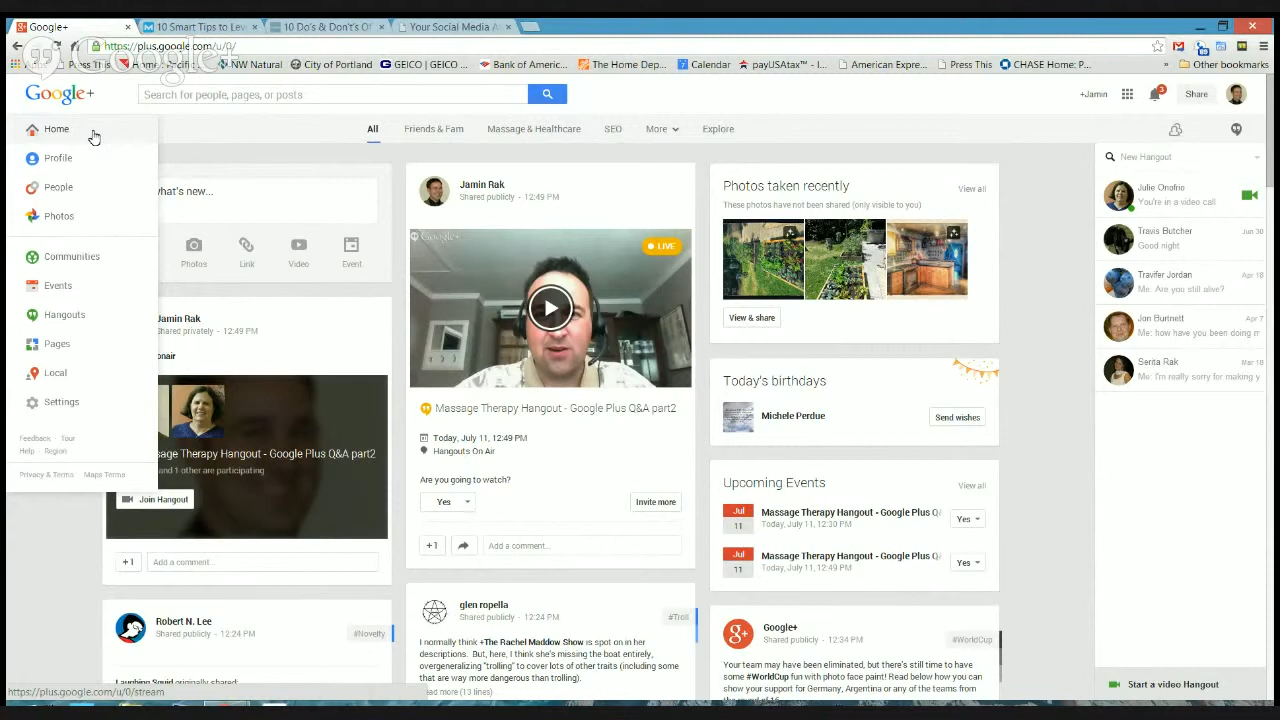 Google+
10 Smart Tips to Lev
10 Do's & Don'ts Of
Your Social Media A
https://plus.google.com/u/0/
Press This
NW Natural
City of Portland
GEICO | GEICO ...
Bank of Americ...
The Home Dep...
Calendar
payUSAtax™ - I...
American Expre...
Press This
CHASE Home: P...
»
Other bookmarks
Google+
Google+
Search for people, pages, or posts
+Jamin
3
Share
Home
All
Friends & Fam
Massage & Healthcare
SEO
More
Explore
Profile
People
Photos
Communities
Events
Hangouts
Pages
Local
Settings
Feedback · Tour
Help · Region
Privacy & Terms
Maps Terms
what's new...
Photos
Link
Video
Event
Jamin Rak
Shared privately · 12:49 PM
onair
ssage Therapy Hangout - Google Plus Q&A part2
and 1 other are participating
Join Hangout
+1
Add a comment...
Robert N. Lee
Shared publicly · 12:24 PM
#Novelty
Laughing Squid originally shared:
Jamin Rak
Shared publicly · 12:49 PM
Google+
LIVE
Massage Therapy Hangout - Google Plus Q&A part2
Today, July 11, 12:49 PM
Hangouts On Air
Are you going to watch?
Yes
Invite more
+1
Add a comment...
glen ropella
Shared publicly · 12:24 PM
#Troll
I normally think +The Rachel Maddow Show is spot on in her
descriptions. But, here, I think she's missing the boat entirely,
overgeneralizing "trolling" to cover lots of other traits (including some
that are way more damaging than trolling).
read more (13 lines)
Photos taken recently
View all
These photos have not been shared (only visible to you)
View & share
Today's birthdays
Michele Perdue
Send wishes
Upcoming Events
View all
Jul
11
Massage Therapy Hangout - Google Plus Q
Today, July 11, 12:30 PM
Yes
Jul
11
Massage Therapy Hangout - Google Plus Q
Today, July 11, 12:49 PM
Yes
Google+
Shared publicly · 12:34 PM
#WorldCup
Your team may have been eliminated, but there's still time to have
some #WorldCup fun with photo face paint! Read below how you can
show your support for Germany, Argentina or any of the teams from
New Hangout
Julie Onofrio
You're in a video call
Travis Butcher
Jun 30
Good night
Travifer Jordan
Apr 18
Me: Are you still alive?
Jon Burtnett
Apr 7
Me: how have you been doing m
Serita Rak
Mar 18
Me: I'm really sorry for making y
Start a video Hangout
https://plus.google.com/u/0/stream